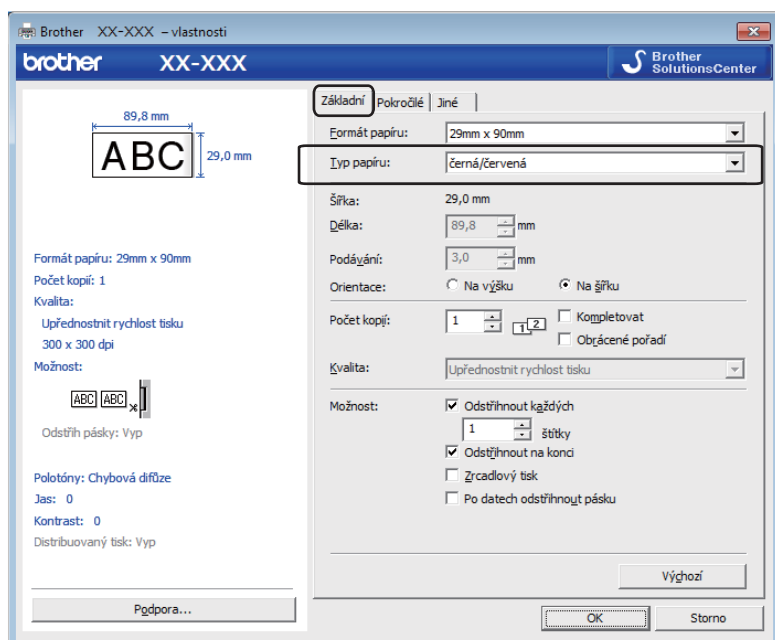 Brother XX-XXX – vlastnosti
brother XX-XXX
Brother
SolutionsCenter
89,8 mm
ABC
29,0 mm
Formát papíru: 29mm x 90mm
Počet kopií: 1
Kvalita:
Upřednostnit rychlost tisku
300 x 300 dpi
Možnost:
ABC ABC
Odstřih pásky: Vyp
Polotóny: Chybová difůze
Jas: 0
Kontrast: 0
Distribuovaný tisk: Vyp
Podpora...
Základní Pokročilé Jiné
Formát papíru: 29mm x 90mm
Typ papíru: černá/červená
Šířka: 29,0 mm
Délka: 89,8 mm
Podávání: 3,0 mm
Orientace: Na výšku Na šířku
Počet kopií: 1 1 2 Kompletovat
Obrácené pořadí
Kvalita: Upřednostnit rychlost tisku
Možnost: Odstřihnout každých
1 štítky
Odstřihnout na konci
Zrcadlový tisk
Po datech odstřihnout pásku
Výchozí
OK Storno